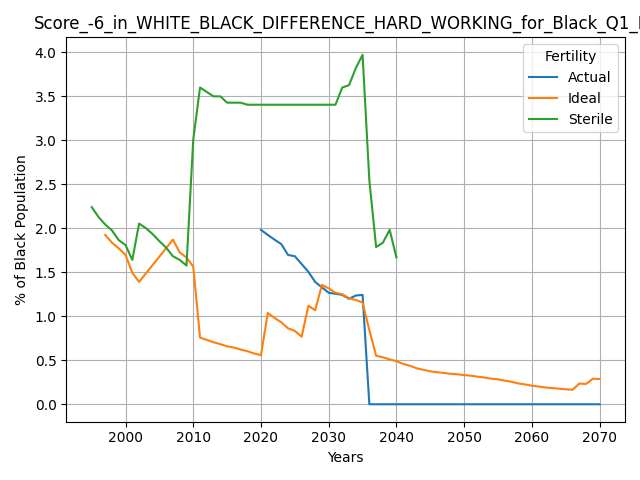 Score_-6_in_WHITE_BLACK_DIFFERENCE_HARD_WORKING_for_Black_Q1_
Fertility
Actual
Ideal
Sterile
% of Black Population
4.0
3.5
3.0
2.5
2.0
1.5
1.0
0.5
0.0
2000 2010 2020 2030 2040 2050 2060 2070
Years